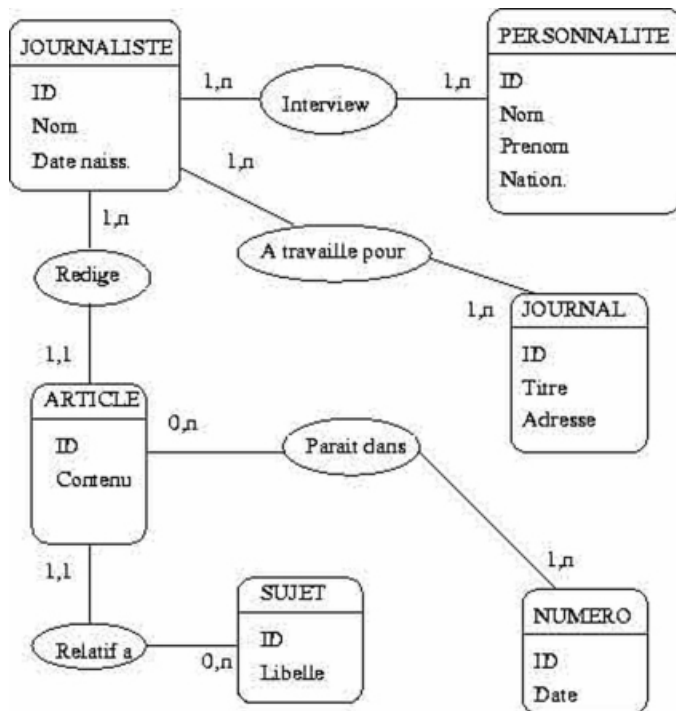 JOURNALISTE
ID
Nom
Date naiss.
1,n
Interview
1,n
PERSONNALITE
ID
Nom
Prenom
Nation.
1,n
A travaille pour
1,n
JOURNAL
ID
Titre
Adresse
1,n
Redige
1,1
ARTICLE
ID
Contenu
0,n
Parait dans
1,n
NUMERO
ID
Date
1,1
Relatif a
0,n
SUJET
ID
Libelle